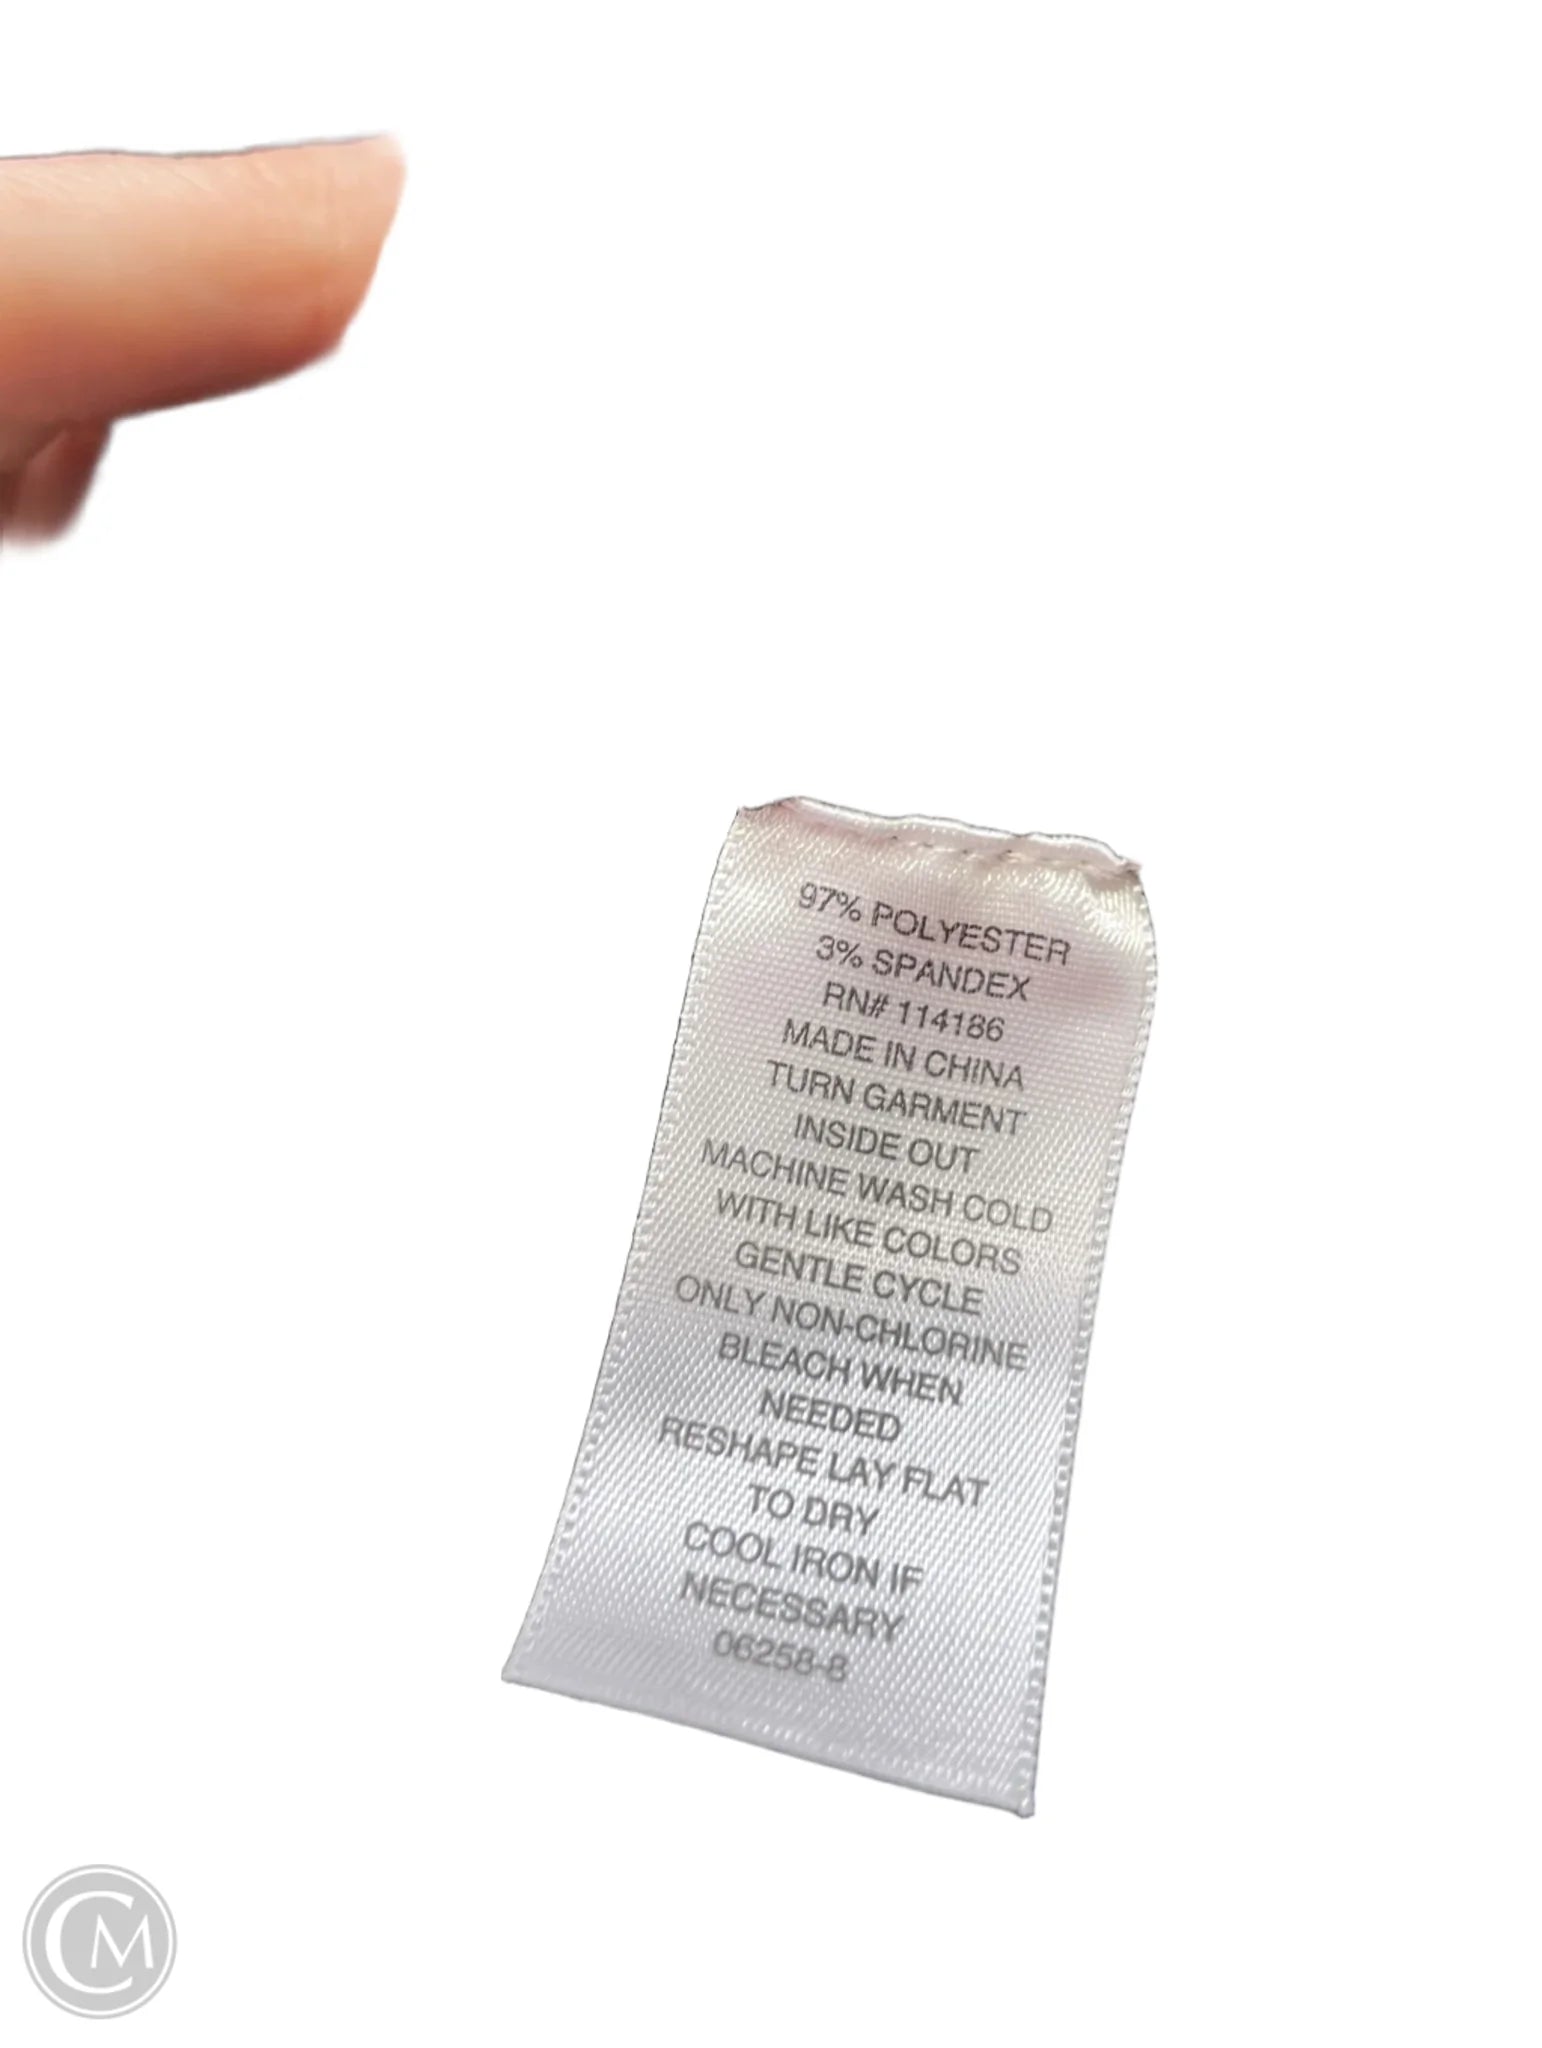 97% POLYESTER
3% SPANDEX
RN# 114186
MADE IN CHINA
TURN GARMENT
INSIDE OUT
MACHINE WASH COLD
WITH LIKE COLORS
GENTLE CYCLE
ONLY NON-CHLORINE
BLEACH WHEN
NEEDED
RESHAPE LAY FLAT
TO DRY
COOL IRON IF
NECESSARY
06258-8
CM